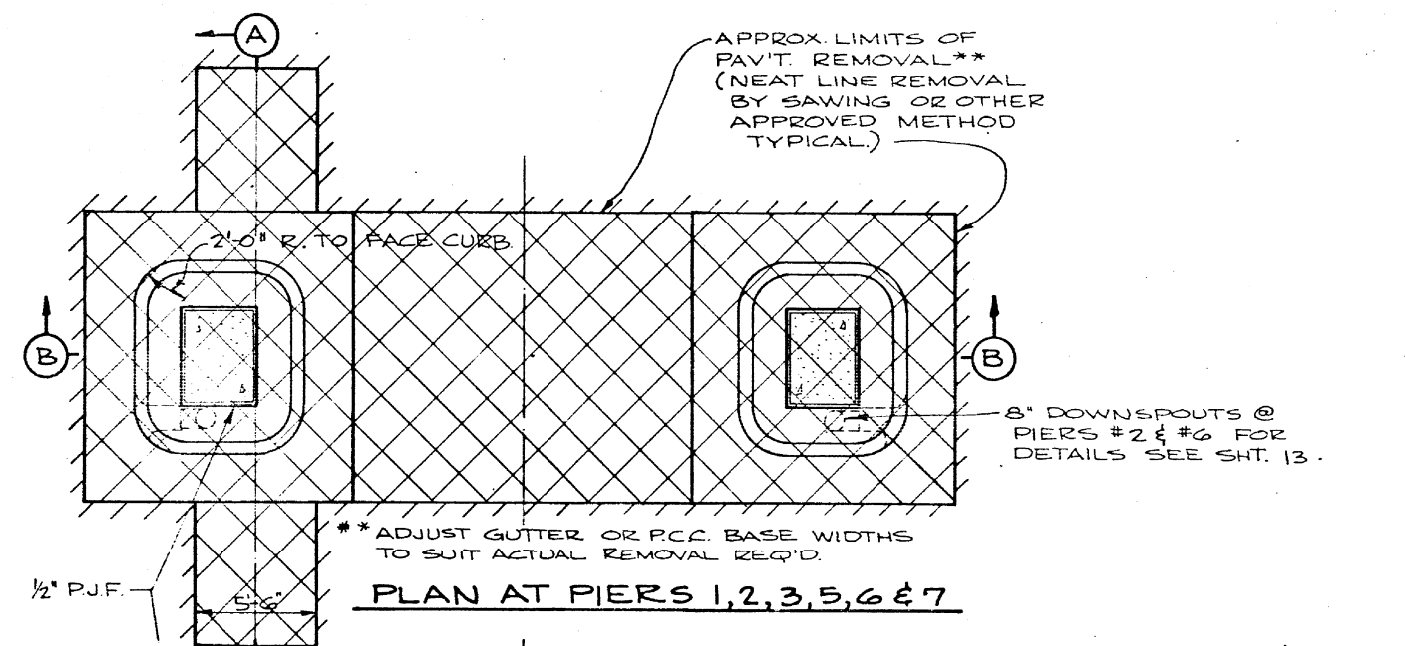 A
APPROX. LIMITS OF
PAV'T. REMOVAL**
(NEAT LINE REMOVAL
BY SAWING OR OTHER
APPROVED METHOD
TYPICAL.)
2'-0" R. TO FACE CURB.
B
B
8" DOWNSPOUTS @
PIERS #2 & #6 FOR
DETAILS SEE SHT. 13.
** ADJUST GUTTER OR P.C.C. BASE WIDTHS
TO SUIT ACTUAL REMOVAL REQ'D.
1/2" P.J.F.
5'-6"
PLAN AT PIERS 1,2,3,5,6 & 7